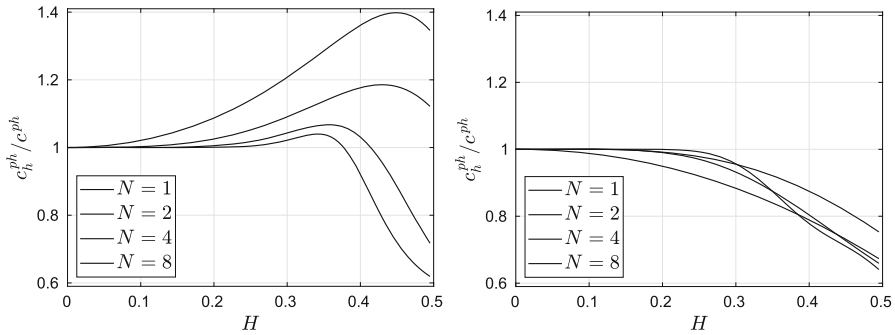 1.4
1.2
1
0.8
0.6
c_h^{ph}/c^{ph}
N = 1
N = 2
N = 4
N = 8
0 0.1 0.2 0.3 0.4 0.5
H
1.4
1.2
1
0.8
0.6
c_h^{ph}/c^{ph}
N = 1
N = 2
N = 4
N = 8
0 0.1 0.2 0.3 0.4 0.5
H